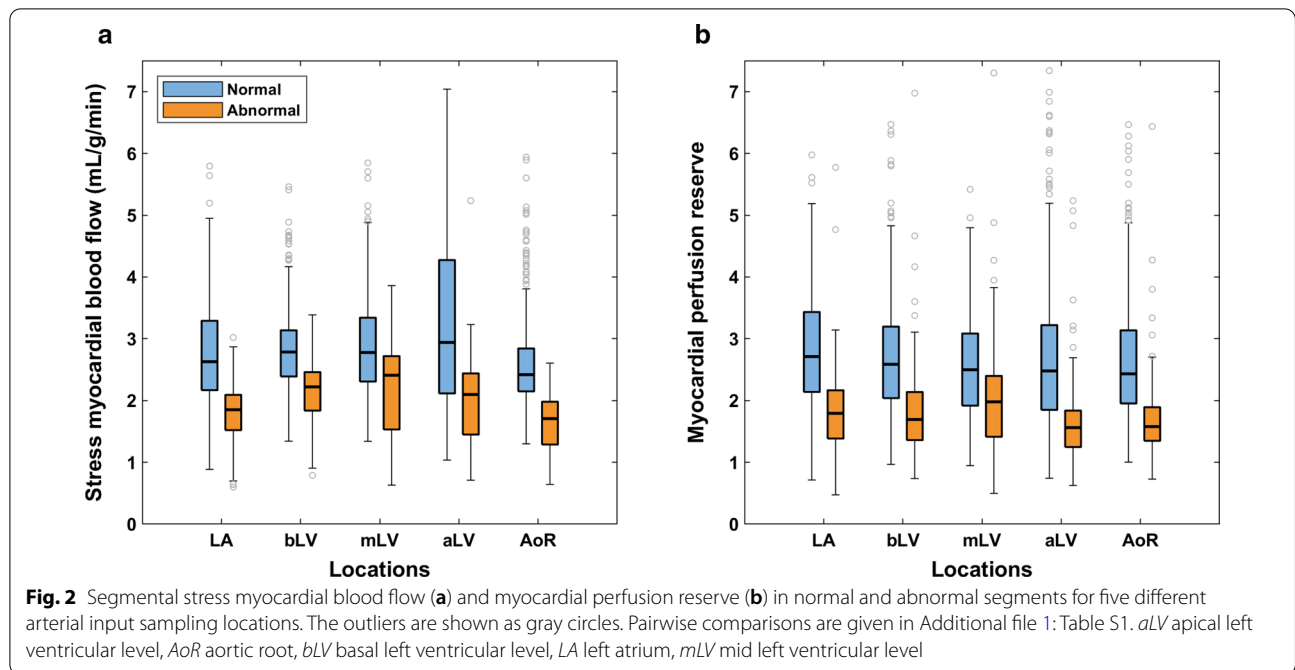 a
b
Normal
Abnormal
Stress myocardial blood flow (mL/g/min)
7
6
5
4
3
2
1
0
LA bLV mLV aLV AoR
Locations
Myocardial perfusion reserve
7
6
5
4
3
2
1
0
LA bLV mLV aLV AoR
Locations
Fig. 2 Segmental stress myocardial blood flow (a) and myocardial perfusion reserve (b) in normal and abnormal segments for five different
arterial input sampling locations. The outliers are shown as gray circles. Pairwise comparisons are given in Additional file 1: Table S1. aLV apical left
ventricular level, AoR aortic root, bLV basal left ventricular level, LA left atrium, mLV mid left ventricular level